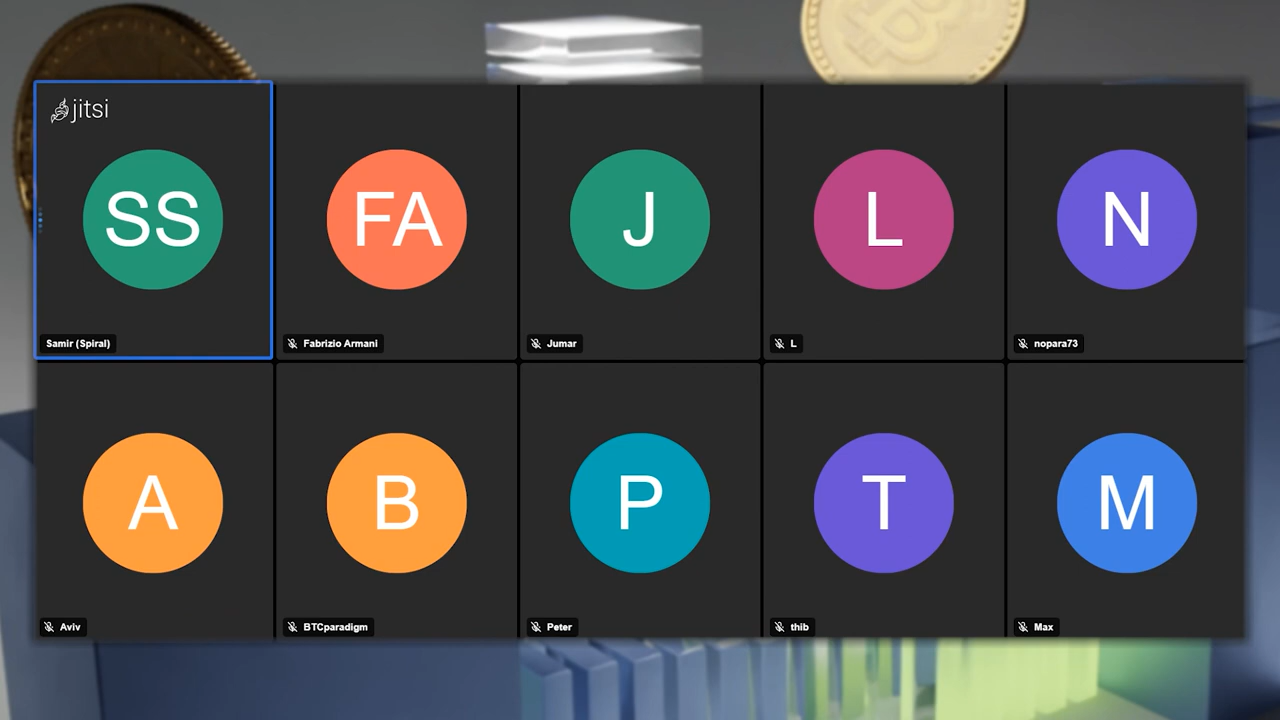 jitsi
SS
FA
J
L
N
Samir (Spiral)
Fabrizio Armani
Jumar
L
nopara73
A
B
P
T
M
Aviv
BTCparadigm
Peter
thib
Max